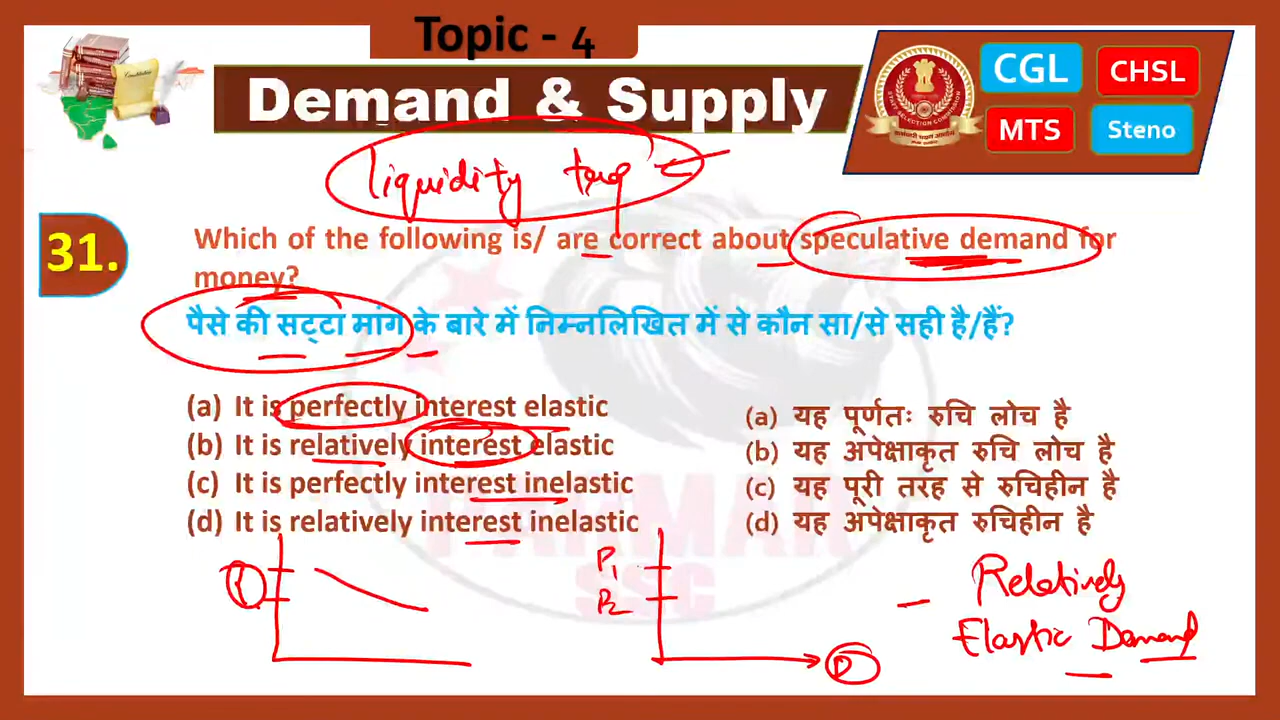 Topic - 4
Demand & Supply
CGL
CHSL
MTS
Steno
liquidity trap
31.
Which of the following is/ are correct about speculative demand for
money?
पैसे की सट्टा मांग के बारे में निम्नलिखित में से कौन सा/से सही है/हैं?
(a) It is perfectly interest elastic
(b) It is relatively interest elastic
(c) It is perfectly interest inelastic
(d) It is relatively interest inelastic
(a) यह पूर्णतः रुचि लोच है
(b) यह अपेक्षाकृत रुचि लोच है
(c) यह पूरी तरह से रुचिहीन है
(d) यह अपेक्षाकृत रुचिहीन है
PARMAR
SSC
P1
P2
D
Relatively
Elastic Demand